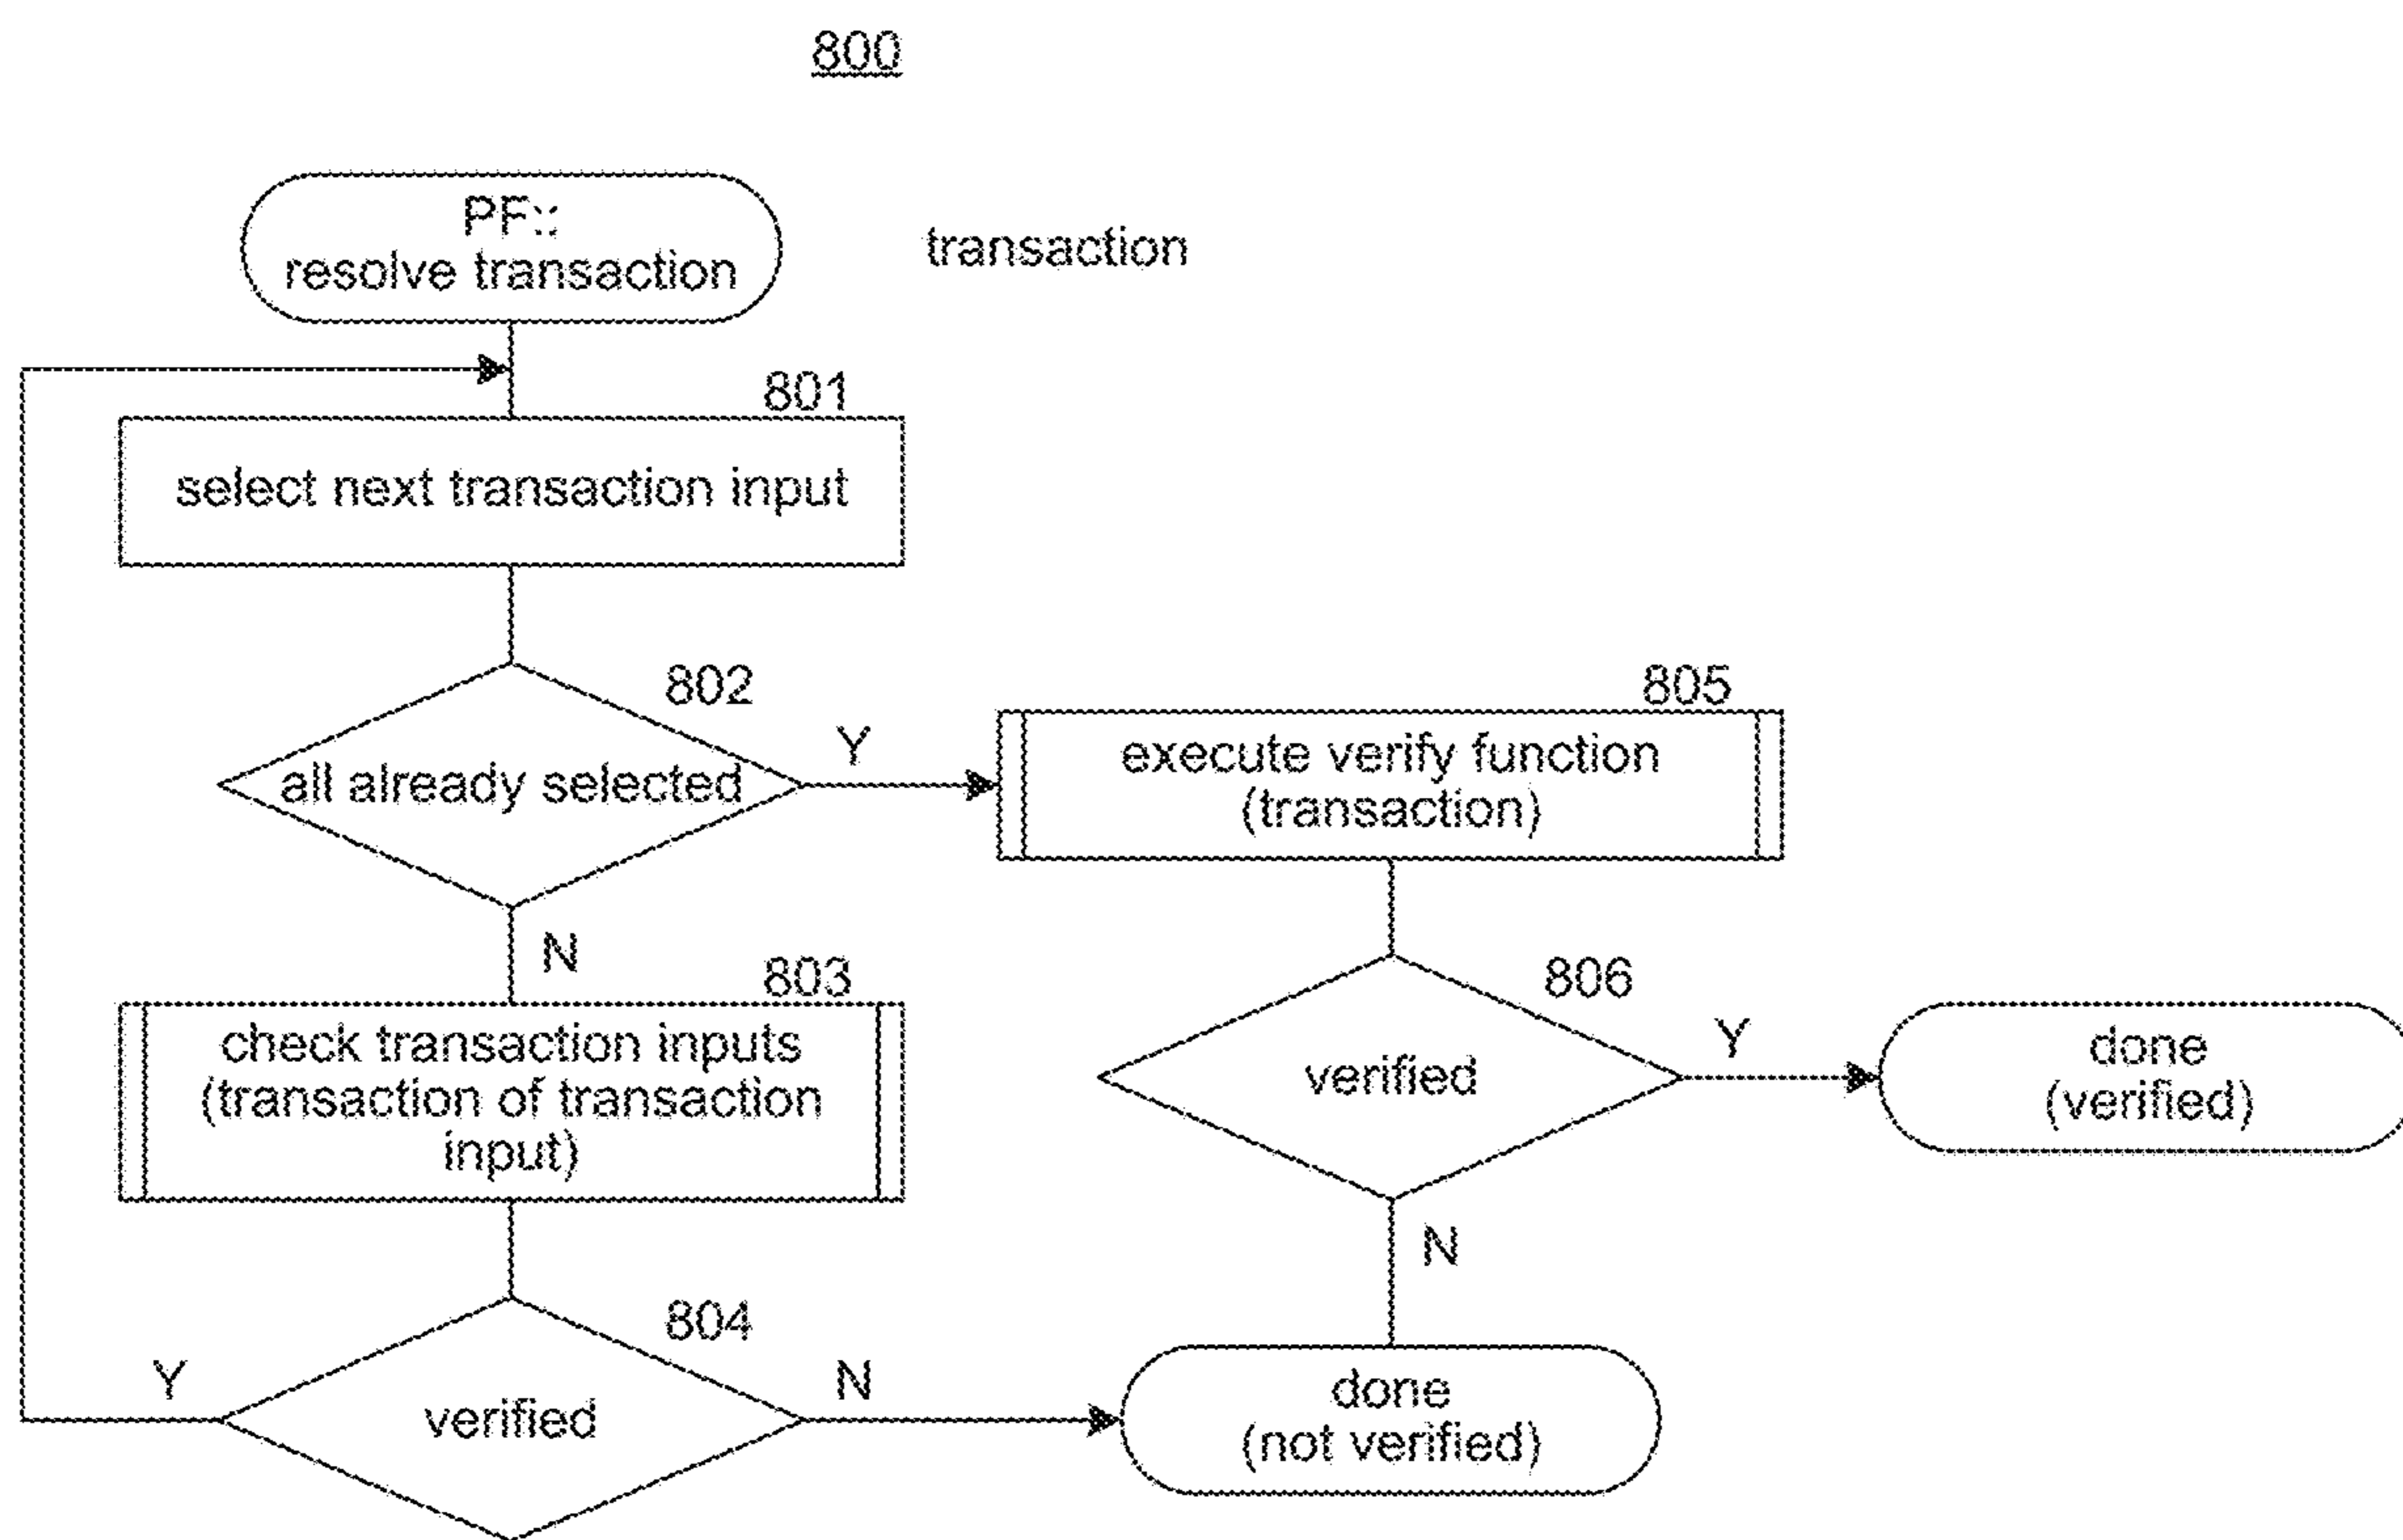 800
PF::
resolve transaction
transaction
801
select next transaction input
802
all already selected
Y
N
805
execute verify function
(transaction)
803
check transaction inputs
(transaction of transaction
input)
806
verified
Y
N
done
(verified)
804
verified
Y
N
done
(not verified)